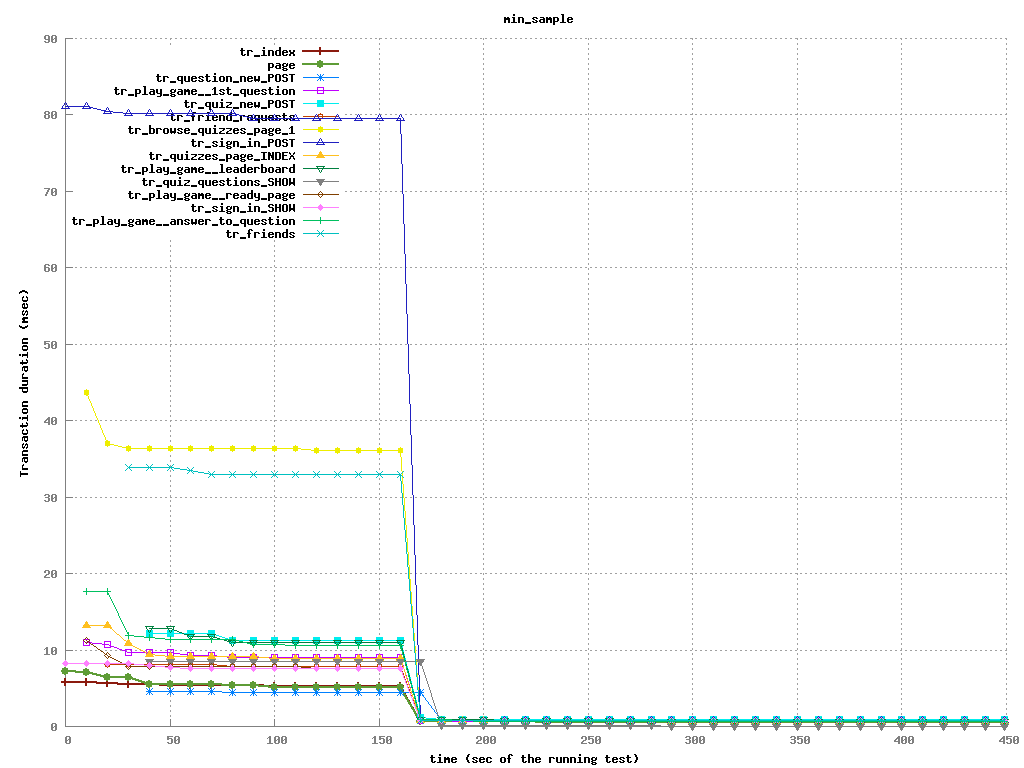 min_sample
90
80
70
60
50
40
30
20
10
0
Transaction duration (msec)
tr_index
page
tr_question_new_POST
tr_play_game__1st_question
tr_quiz_new_POST
tr_friend_requests
tr_browse_quizzes_page_1
tr_sign_in_POST
tr_quizzes_page_INDEX
tr_play_game__leaderboard
tr_quiz_questions_SHOW
tr_play_game__ready_page
tr_sign_in_SHOW
tr_play_game__answer_to_question
tr_friends
0 50 100 150 200 250 300 350 400 450
time (sec of the running test)